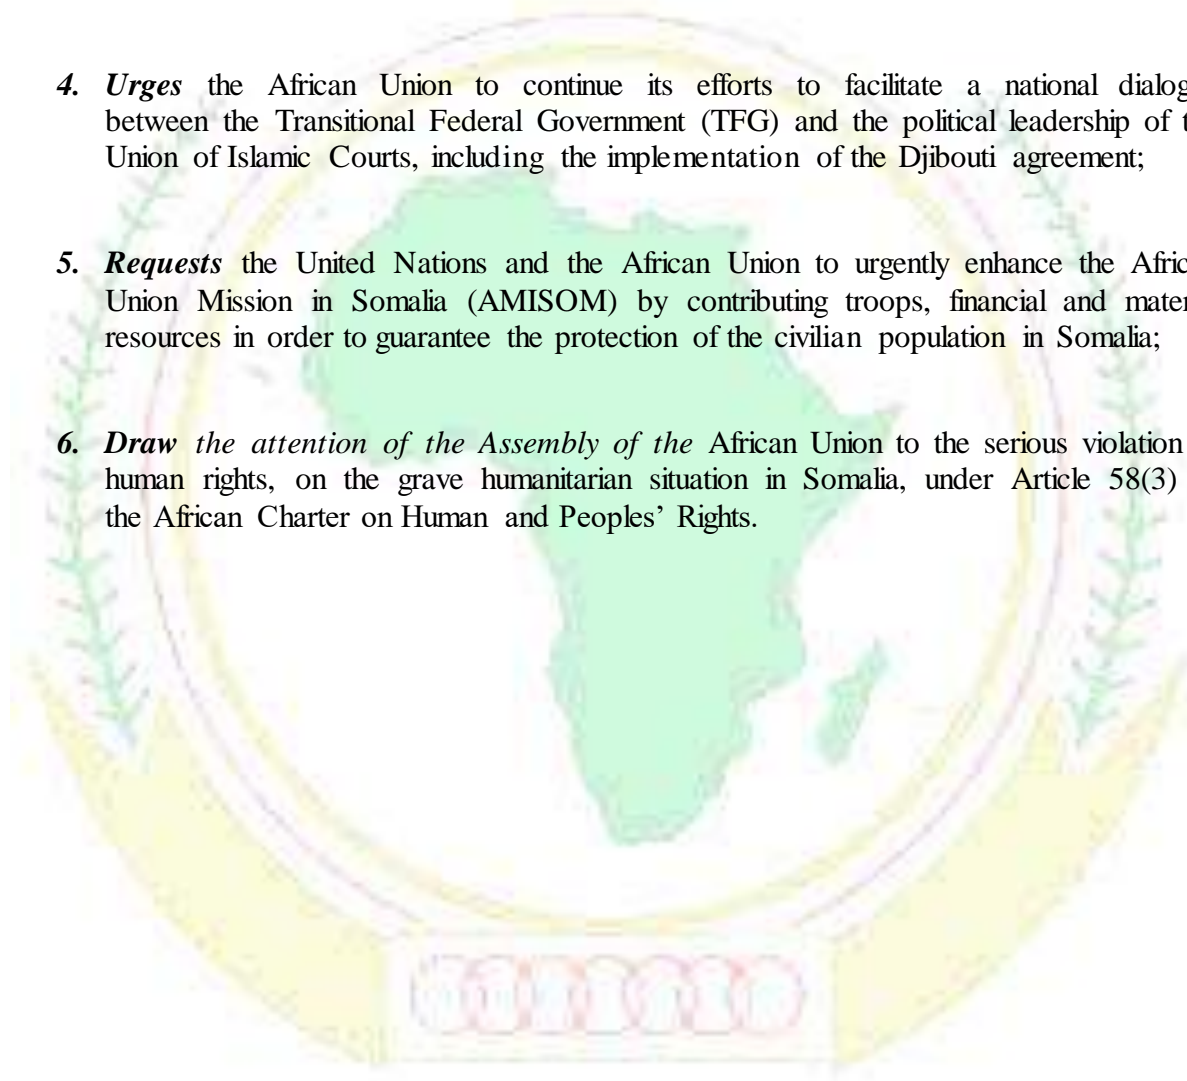 4. Urges the African Union to continue its efforts to facilitate a national dialog
between the Transitional Federal Government (TFG) and the political leadership of t
Union of Islamic Courts, including the implementation of the Djibouti agreement;
5. Requests the United Nations and the African Union to urgently enhance the Afric
Union Mission in Somalia (AMISOM) by contributing troops, financial and mater
resources in order to guarantee the protection of the civilian population in Somalia;
6. Draw the attention of the Assembly of the African Union to the serious violation
human rights, on the grave humanitarian situation in Somalia, under Article 58(3)
the African Charter on Human and Peoples’ Rights.